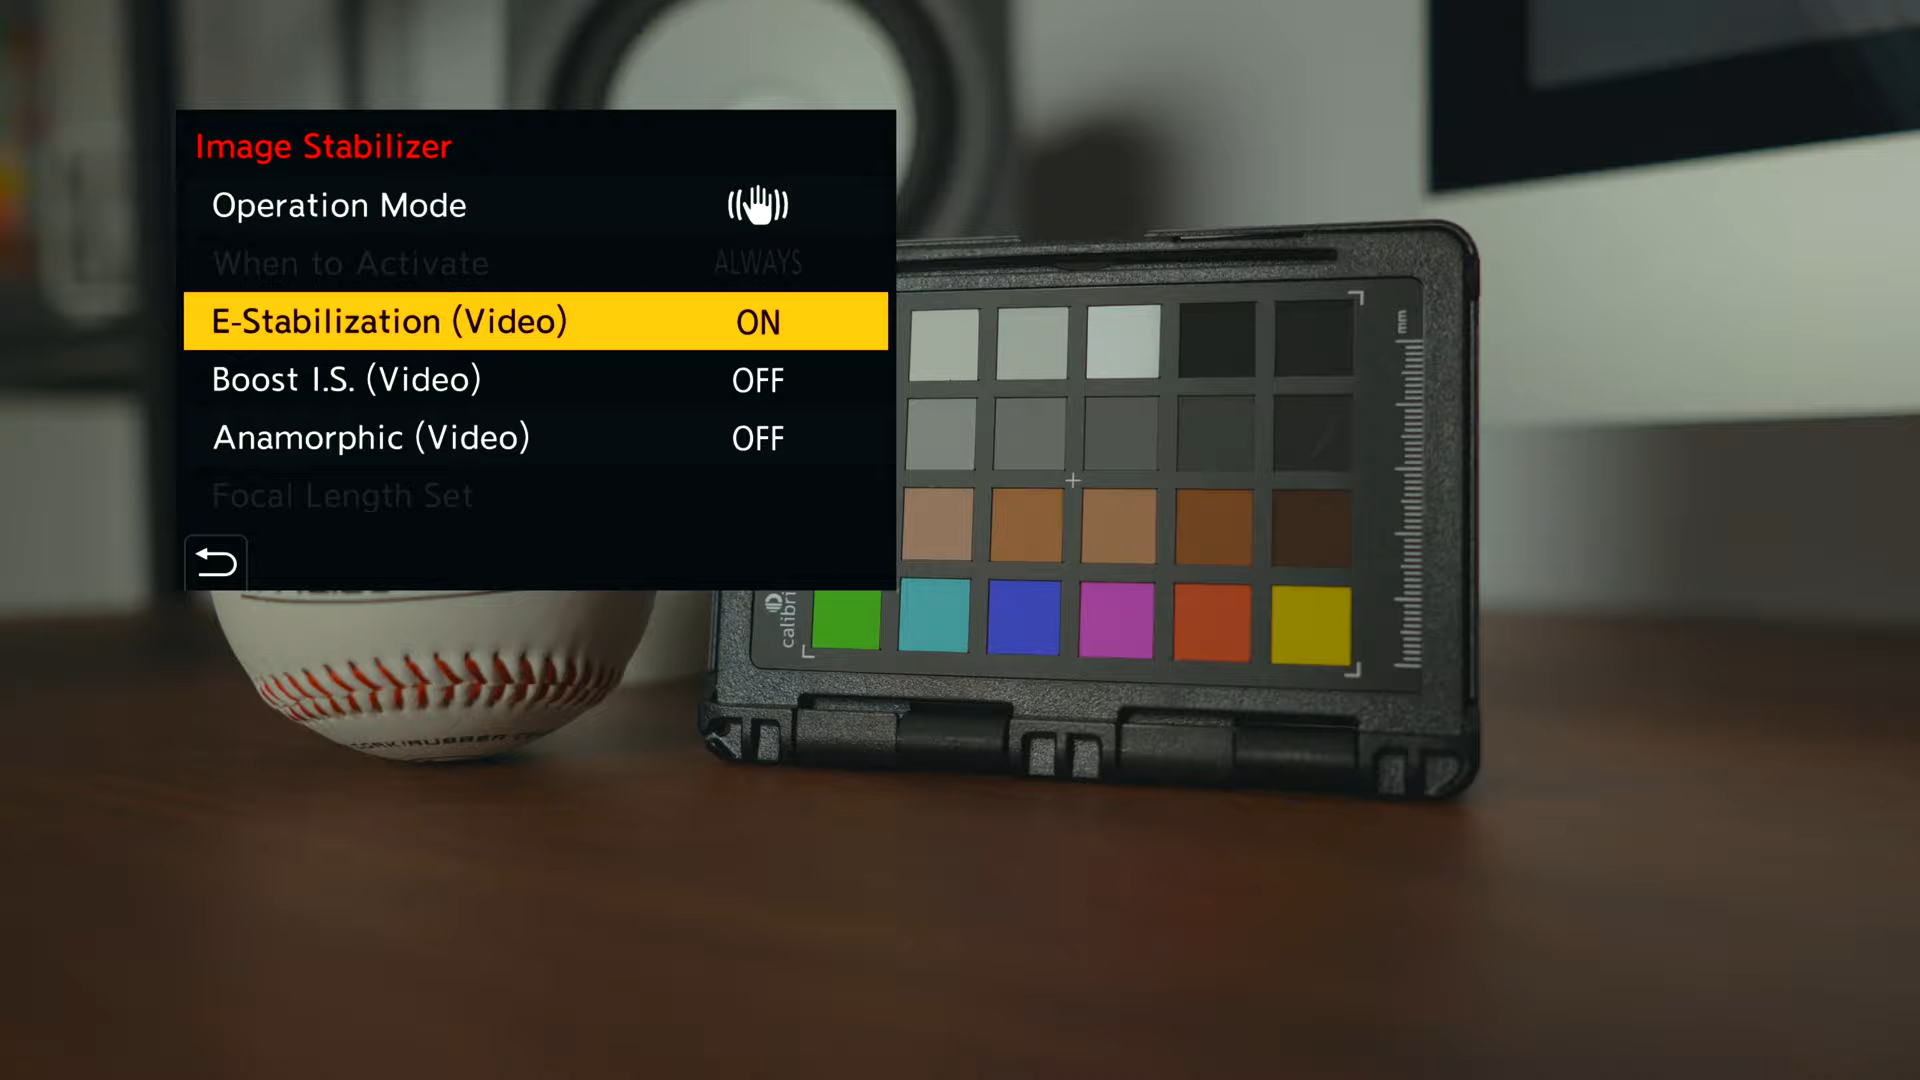 Image Stabilizer
Operation Mode
When to Activate ALWAYS
E-Stabilization (Video) ON
Boost I.S. (Video) OFF
Anamorphic (Video) OFF
Focal Length Set
mm
calibri